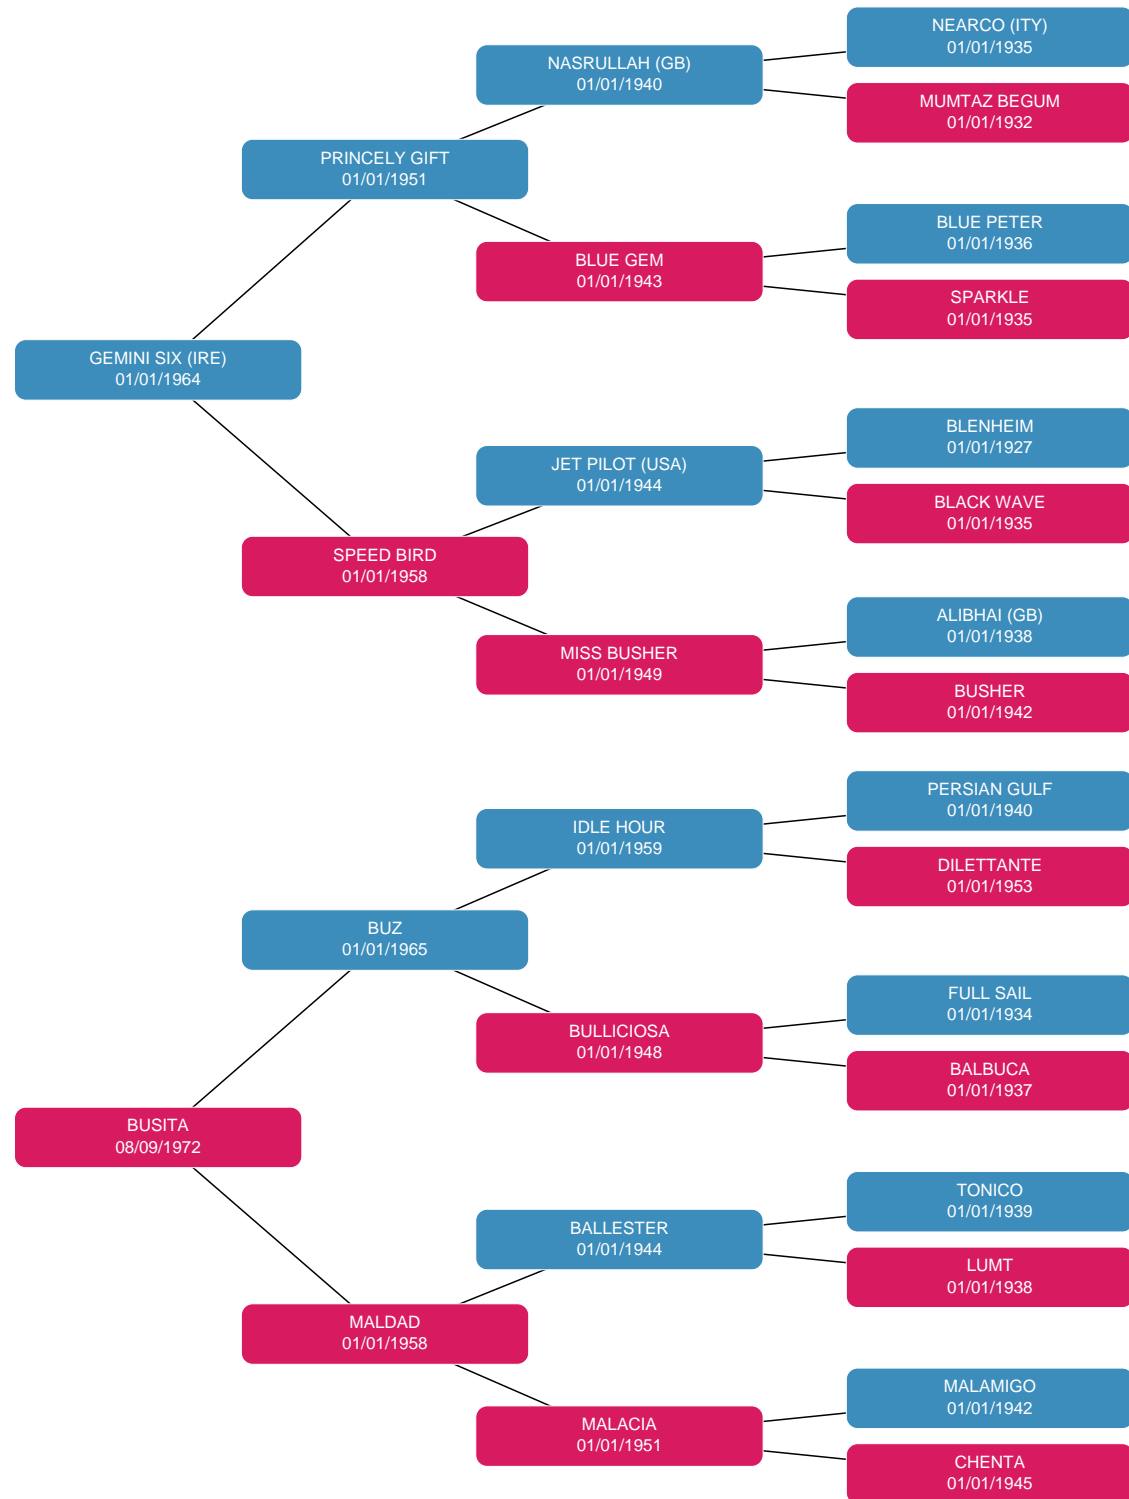 NEARCO (ITY)
01/01/1935
NASRULLAH (GB)
01/01/1940
MUMTAZ BEGUM
01/01/1932
PRINCELY GIFT
01/01/1951
BLUE PETER
01/01/1936
BLUE GEM
01/01/1943
SPARKLE
01/01/1935
GEMINI SIX (IRE)
01/01/1964
BLENHEIM
01/01/1927
JET PILOT (USA)
01/01/1944
BLACK WAVE
01/01/1935
SPEED BIRD
01/01/1958
ALIBHAI (GB)
01/01/1938
MISS BUSHER
01/01/1949
BUSHER
01/01/1942
PERSIAN GULF
01/01/1940
IDLE HOUR
01/01/1959
DILETTANTE
01/01/1953
BUZ
01/01/1965
FULL SAIL
01/01/1934
BULLICIOSA
01/01/1948
BALBUCA
01/01/1937
BUSITA
08/09/1972
TONICO
01/01/1939
BALLESTER
01/01/1944
LUMT
01/01/1938
MALDAD
01/01/1958
MALAMIGO
01/01/1942
MALACIA
01/01/1951
CHENTA
01/01/1945